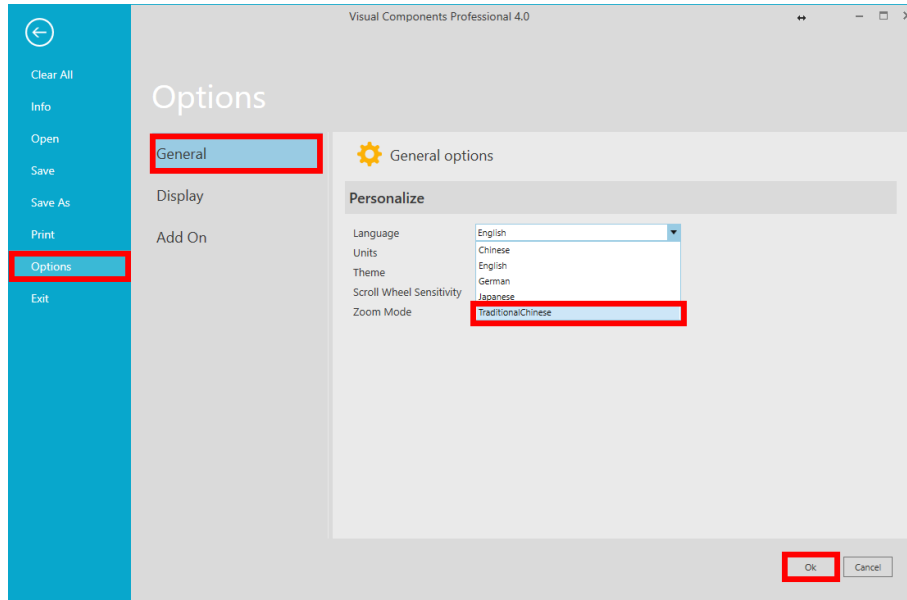 Visual Components Professional 4.0
Clear All
Info
Open
Save
Save As
Print
Options
Exit
Options
General
Display
Add On
General options
Personalize
Language
English
Units
Theme
Scroll Wheel Sensitivity
Zoom Mode
Chinese
English
German
Japanese
TraditionalChinese
Ok
Cancel